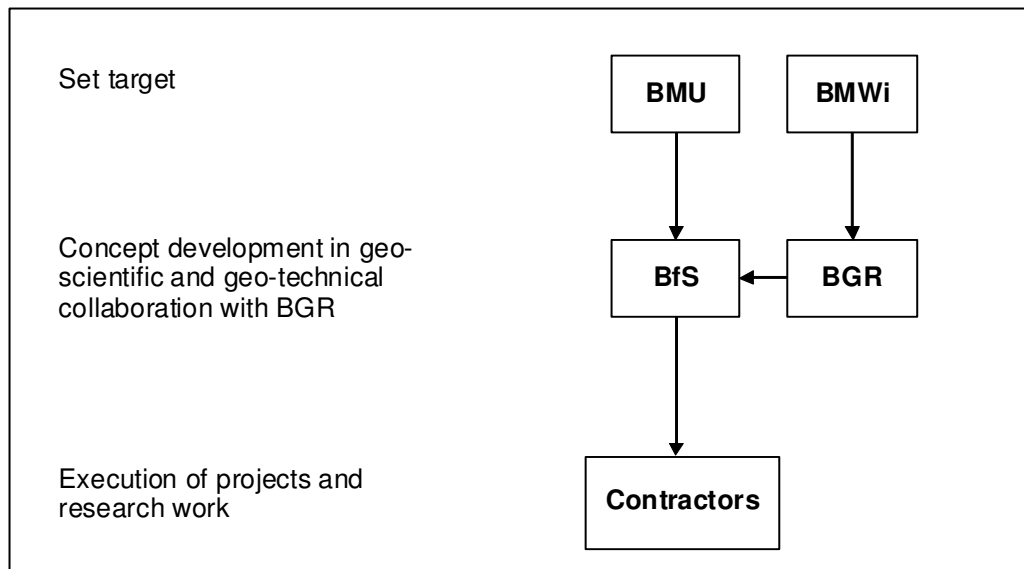 Set target
BMU
BMWi
Concept development in geo-
scientific and geo-technical
collaboration with BGR
BfS
BGR
Execution of projects and
research work
Contractors